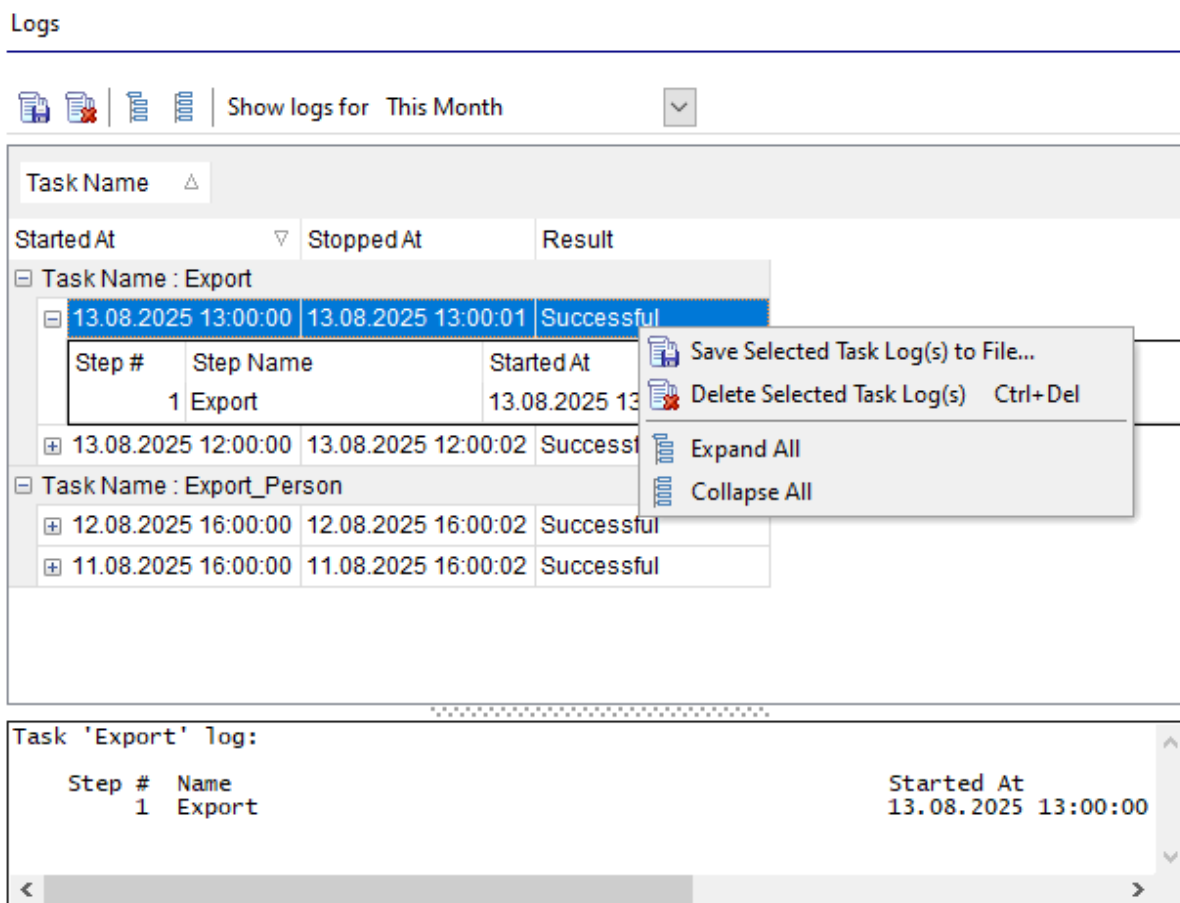 Logs
Show logs for This Month
Task Name
Started At Stopped At Result
Task Name : Export
13.08.2025 13:00:00 13.08.2025 13:00:01 Successful
Step # Step Name Started At
1 Export 13.08.2025 13
13.08.2025 12:00:00 13.08.2025 12:00:02 Success
Task Name : Export_Person
12.08.2025 16:00:00 12.08.2025 16:00:02 Successful
11.08.2025 16:00:00 11.08.2025 16:00:02 Successful
Save Selected Task Log(s) to File...
Delete Selected Task Log(s) Ctrl+Del
Expand All
Collapse All
Task 'Export' log:
Step # Name Started At
1 Export 13.08.2025 13:00:00